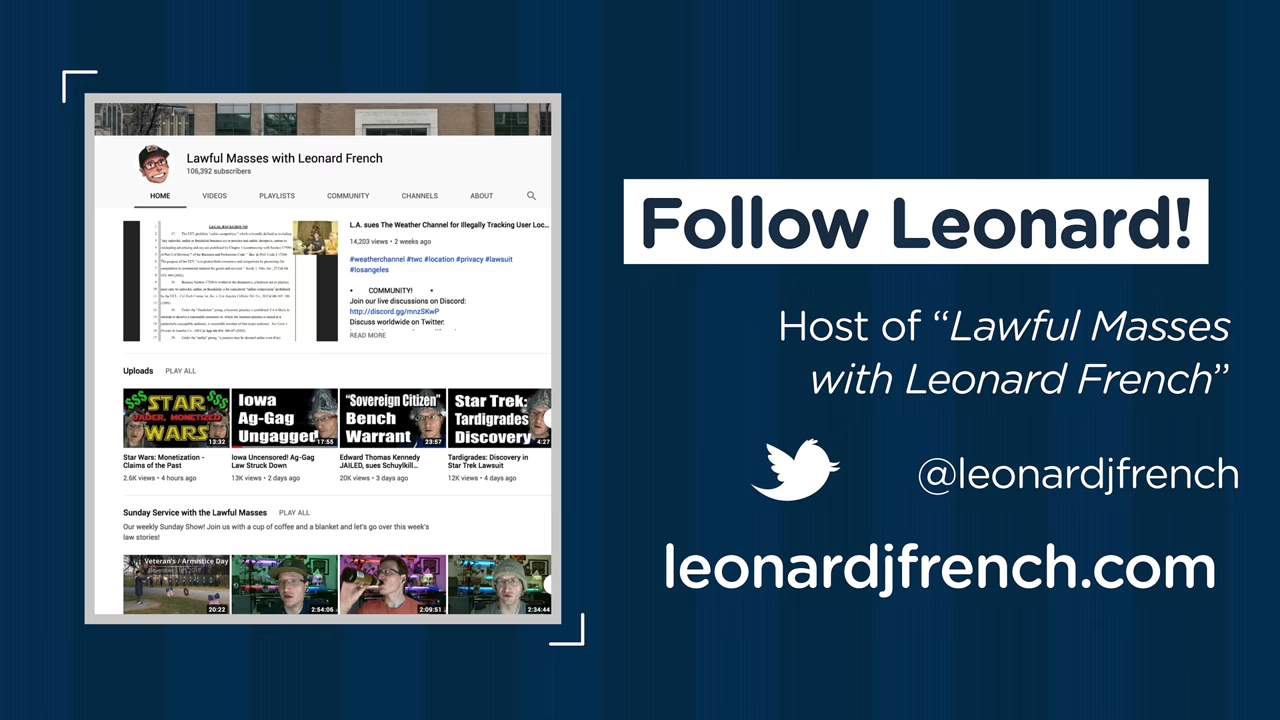 Lawful Masses with Leonard French
106,392 subscribers
HOME VIDEOS PLAYLISTS COMMUNITY CHANNELS ABOUT
LEGAL BACKGROUND
L.A. sues The Weather Channel for Illegally Tracking User Loc...
14,203 views • 2 weeks ago
#weatherchannel #twc #location #privacy #lawsuit
#losangeles
• COMMUNITY! •
Join our live discussions on Discord:
http://discord.gg/mnzSKwP
Discuss worldwide on Twitter:
READ MORE
Uploads PLAY ALL
$$$ STAR $$$
JADER, MONETIZED
WARS
13:32
Iowa
Ag-Gag
Ungagged
17:55
"Sovereign Citizen"
Bench
Warrant
23:57
Star Trek:
Tardigrades
Discovery
4:27
Star Wars: Monetization -
Claims of the Past
2.6K views • 4 hours ago
Iowa Uncensored! Ag-Gag
Law Struck Down
13K views • 2 days ago
Edward Thomas Kennedy
JAILED, sues Schuylkill...
20K views • 3 days ago
Tardigrades: Discovery in
Star Trek Lawsuit
12K views • 4 days ago
Sunday Service with the Lawful Masses PLAY ALL
Our weekly Sunday Show! Join us with a cup of coffee and a blanket and let's go over this week's
law stories!
Veteran's / Armistice Day
20:22
2:54:06
2:09:51
2:34:44
Follow Leonard!
Host of “Lawful Masses
with Leonard French”
@leonardjfrench
leonardjfrench.com